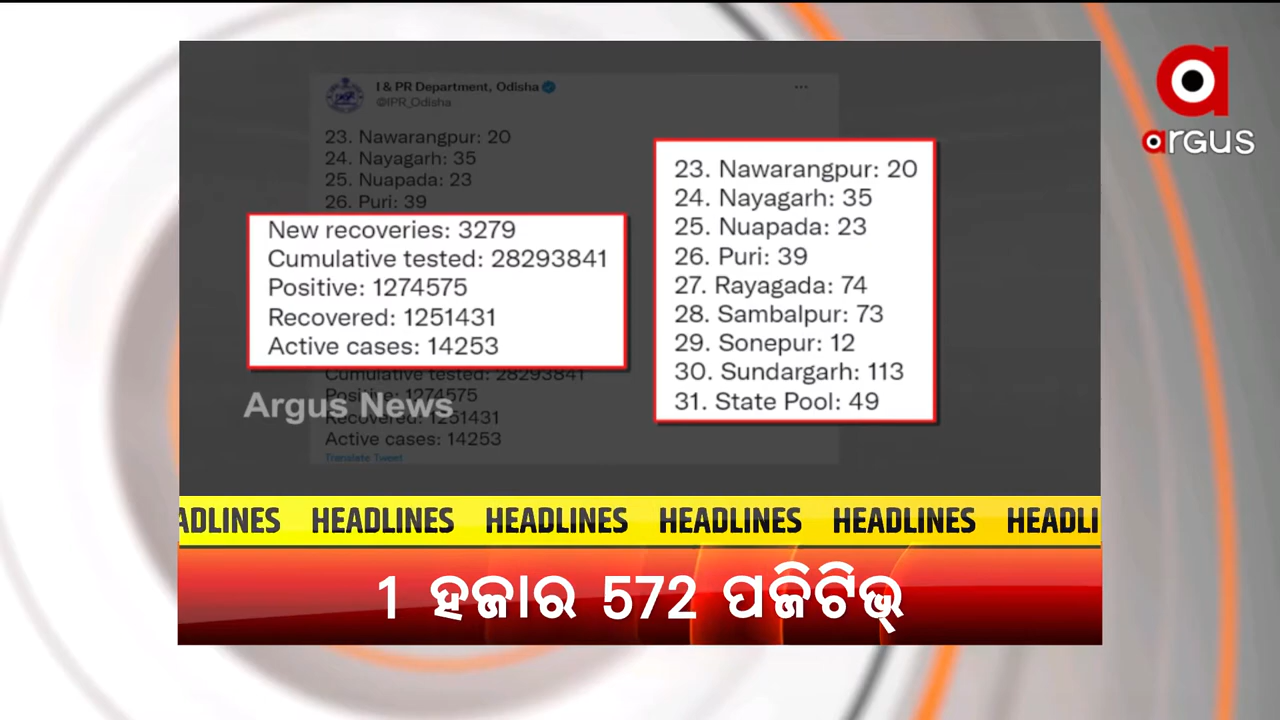 I & PR Department, Odisha
@IPR_Odisha
23. Nawarangpur: 20
24. Nayagarh: 35
25. Nuapada: 23
26. Puri: 39
New recoveries: 3279
Cumulative tested: 28293841
Positive: 1274575
Recovered: 1251431
Active cases: 14253
Cumulative tested: 28293841
Positive: 1274575
Recovered: 1251431
Active cases: 14253
Translate Tweet
Argus News
23. Nawarangpur: 20
24. Nayagarh: 35
25. Nuapada: 23
26. Puri: 39
27. Rayagada: 74
28. Sambalpur: 73
29. Sonepur: 12
30. Sundargarh: 113
31. State Pool: 49
argus
ADLINES HEADLINES HEADLINES HEADLINES HEADLINES HEADLI
1 ହଜାର 572 ପଜିଟିଭ୍